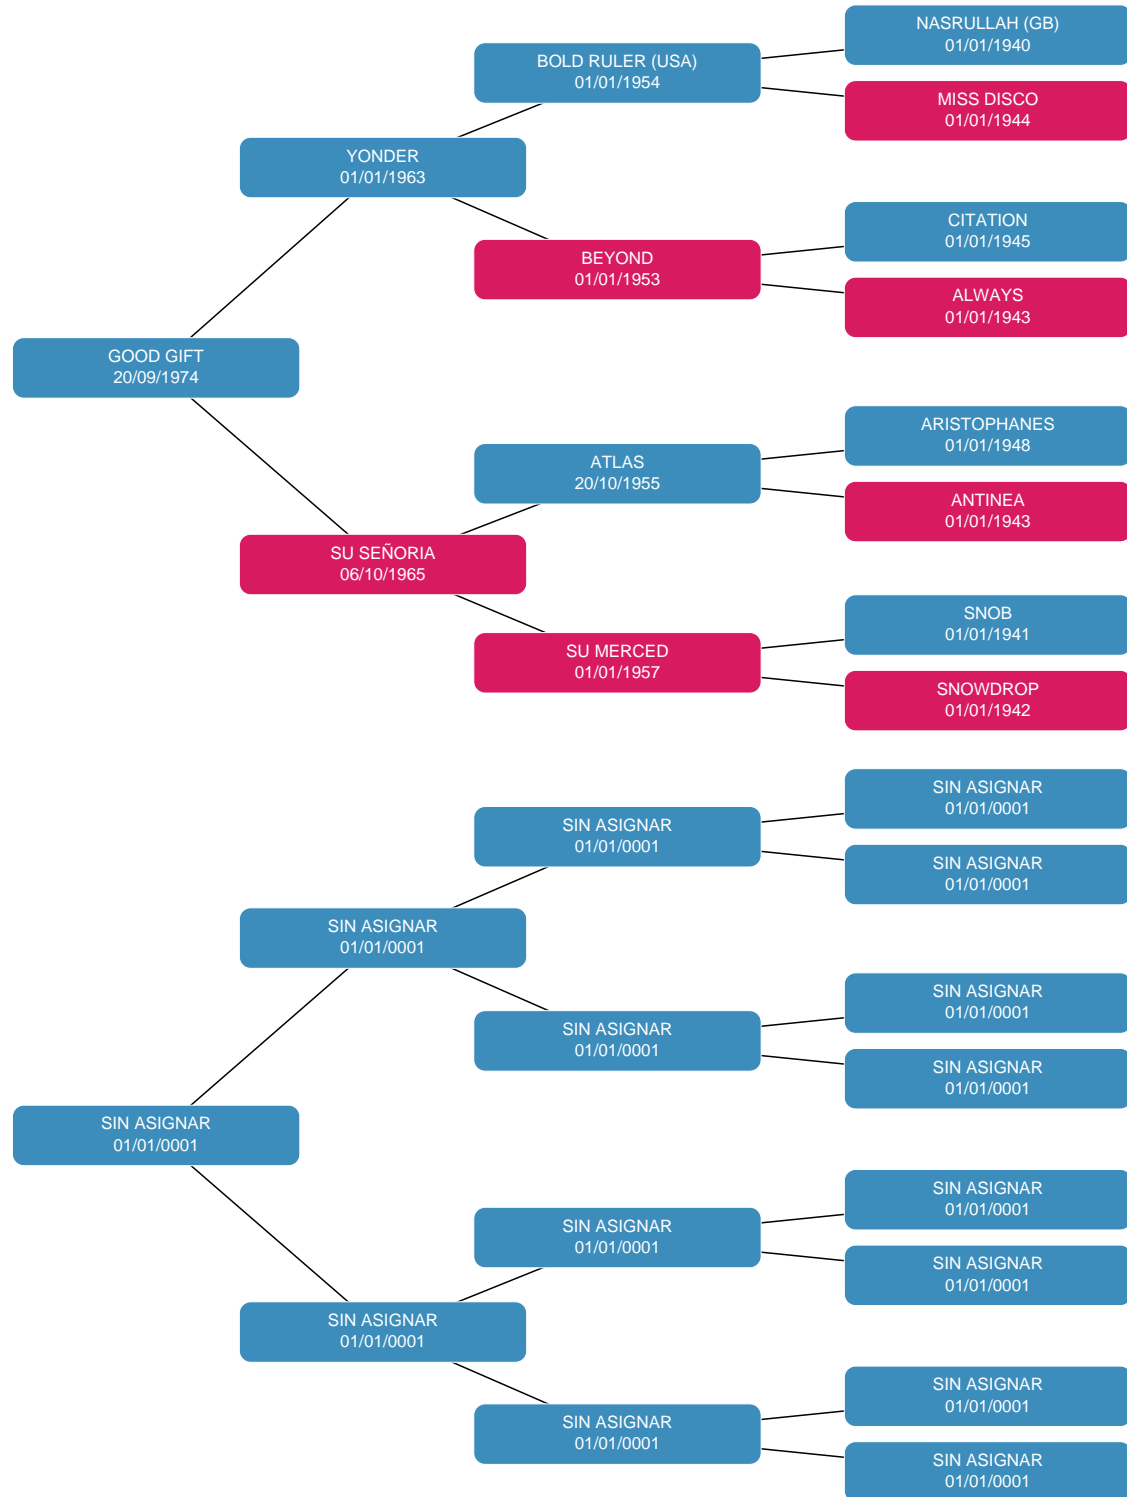 NASRULLAH (GB)
01/01/1940
BOLD RULER (USA)
01/01/1954
MISS DISCO
01/01/1944
YONDER
01/01/1963
CITATION
01/01/1945
BEYOND
01/01/1953
ALWAYS
01/01/1943
GOOD GIFT
20/09/1974
ARISTOPHANES
01/01/1948
ATLAS
20/10/1955
ANTINEA
01/01/1943
SU SEÑORIA
06/10/1965
SNOB
01/01/1941
SU MERCED
01/01/1957
SNOWDROP
01/01/1942
SIN ASIGNAR
01/01/0001
SIN ASIGNAR
01/01/0001
SIN ASIGNAR
01/01/0001
SIN ASIGNAR
01/01/0001
SIN ASIGNAR
01/01/0001
SIN ASIGNAR
01/01/0001
SIN ASIGNAR
01/01/0001
SIN ASIGNAR
01/01/0001
SIN ASIGNAR
01/01/0001
SIN ASIGNAR
01/01/0001
SIN ASIGNAR
01/01/0001
SIN ASIGNAR
01/01/0001
SIN ASIGNAR
01/01/0001
SIN ASIGNAR
01/01/0001
SIN ASIGNAR
01/01/0001